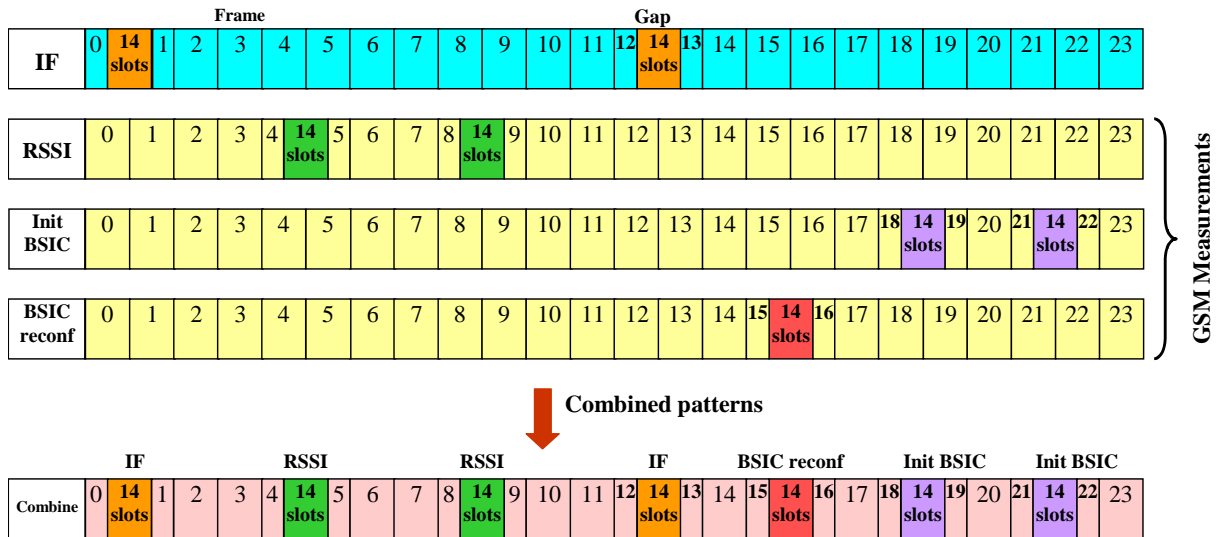 Frame Gap
IF 0 14 slots 1 2 3 4 5 6 7 8 9 10 11 12 14 slots 13 14 15 16 17 18 19 20 21 22 23
RSSI 0 1 2 3 4 14 slots 5 6 7 8 14 slots 9 10 11 12 13 14 15 16 17 18 19 20 21 22 23
Init BSIC 0 1 2 3 4 5 6 7 8 9 10 11 12 13 14 15 16 17 18 14 slots 19 20 21 14 slots 22 23
BSIC reconf 0 1 2 3 4 5 6 7 8 9 10 11 12 13 14 15 14 slots 16 17 18 19 20 21 22 23
GSM Measurements
Combined patterns
IF RSSI RSSI IF BSIC reconf Init BSIC Init BSIC
Combine 0 14 slots 1 2 3 4 14 slots 5 6 7 8 14 slots 9 10 11 12 14 slots 13 14 15 14 slots 16 17 18 14 slots 19 20 21 14 slots 22 23